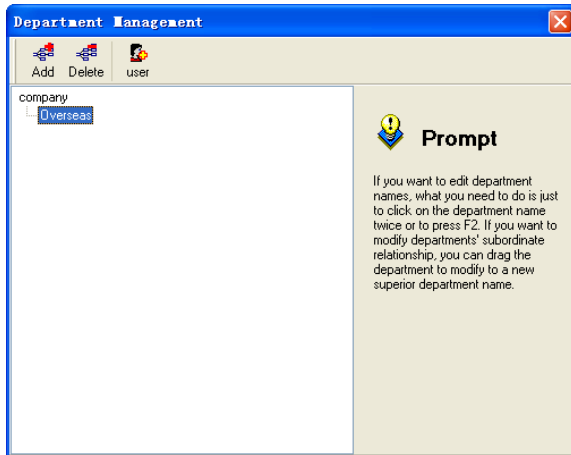 Department Management
Add Delete user
company
Overseas
Prompt
If you want to edit department
names, what you need to do is just
to click on the department name
twice or to press F2. If you want to
modify departments' subordinate
relationship, you can drag the
department to modify to a new
superior department name.